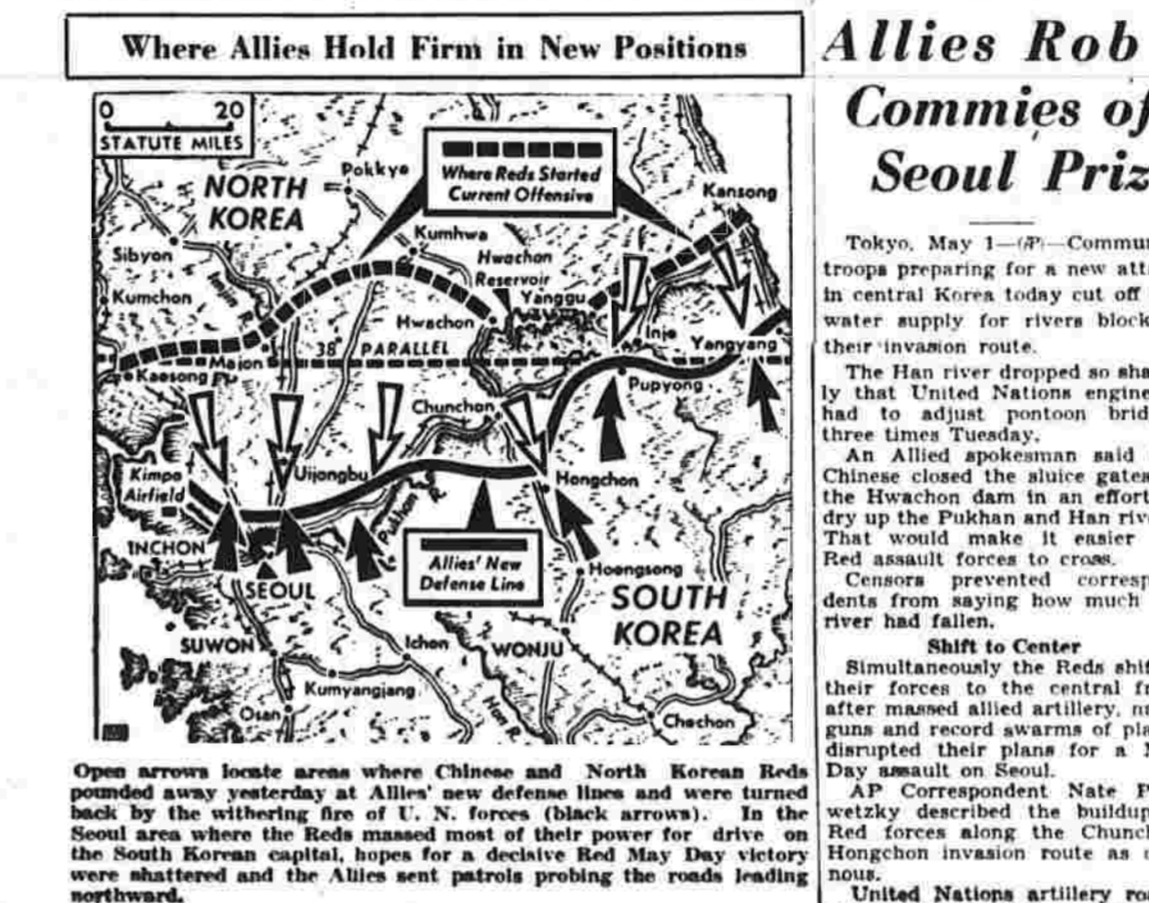 Where Allies Hold Firm in New Positions
0 20
STATUTE MILES
NORTH
KOREA
Pokkye
Where Reds Started
Current Offensive
Kansong
Sibyon
Kumhwa
Hwachon
Reservoir
Imjin R.
Kumchon
Yanggu
Hwachon
Inje
Yangyang
Majon
38° PARALLEL
Kaesong
Pupyong
Chunchon
Kimpo
Airfield
Uijongbu
Hongchon
Pukhan R.
INCHON
SEOUL
Allies' New
Defense Line
Hoengsong
SOUTH
KOREA
SUWON
Ichon
WONJU
Kumyangjang
Han R.
Osan
Chechon
Open arrows locate areas where Chinese and North Korean Reds
pounded away yesterday at Allies' new defense lines and were turned
back by the withering fire of U. N. forces (black arrows). In the
Seoul area where the Reds massed most of their power for drive on
the South Korean capital, hopes for a decisive Red May Day victory
were shattered and the Allies sent patrols probing the roads leading
northward.
Allies Rob
Commies of
Seoul Priz
Tokyo, May 1—(AP)—Commun
troops preparing for a new att
in central Korea today cut off
water supply for rivers block
their invasion route.
The Han river dropped so sha
ly that United Nations engine
had to adjust pontoon brid
three times Tuesday.
An Allied spokesman said
Chinese closed the sluice gates
the Hwachon dam in an effort
dry up the Pukhan and Han rive
That would make it easier
Red assault forces to cross.
Censors prevented corresp
dents from saying how much
river had fallen.
Shift to Center
Simultaneously the Reds shif
their forces to the central fr
after massed allied artillery, na
guns and record swarms of pla
disrupted their plans for a
Day assault on Seoul.
AP Correspondent Nate P
wetzky described the buildup
Red forces along the Chunc
Hongchon invasion route as
nous.
United Nations artillery ro